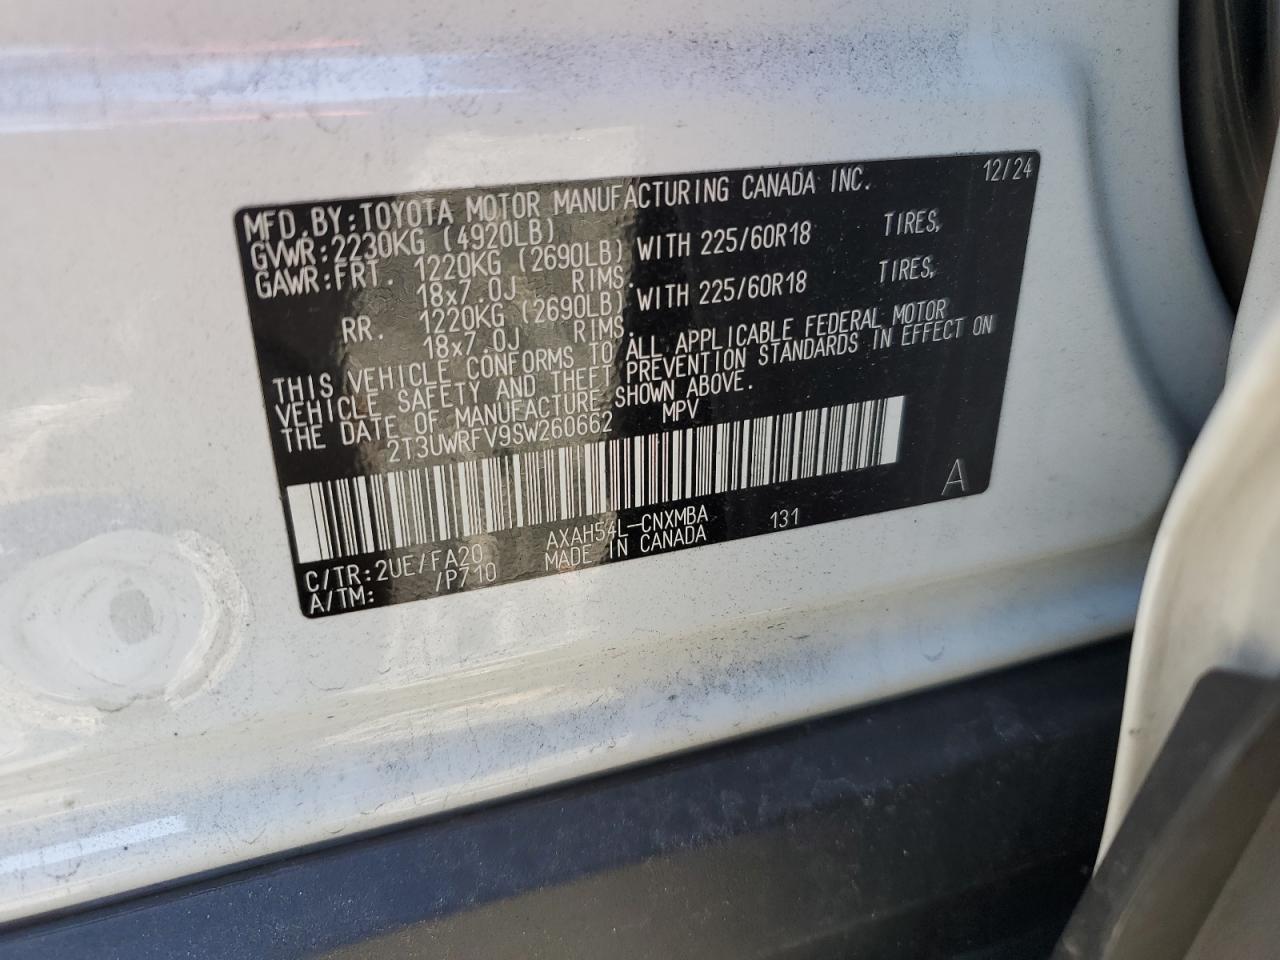 MFD.BY:TOYOTA MOTOR MANUFACTURING CANADA INC. 12/24
GVWR:2230KG (4920LB)
GAWR:FRT. 1220KG (2690LB) WITH 225/60R18 TIRES,
18x7.0J RIMS.
RR. 1220KG (2690LB) WITH 225/60R18 TIRES,
18x7.0J RIMS.
THIS VEHICLE CONFORMS TO ALL APPLICABLE FEDERAL MOTOR
VEHICLE SAFETY AND THEFT PREVENTION STANDARDS IN EFFECT ON
THE DATE OF MANUFACTURE SHOWN ABOVE.
2T3UWRFV9SW260662 MPV
A
C/TR:2UE/FA20 AXAH54L-CNXMBA 131
A/TM: /P710 MADE IN CANADA